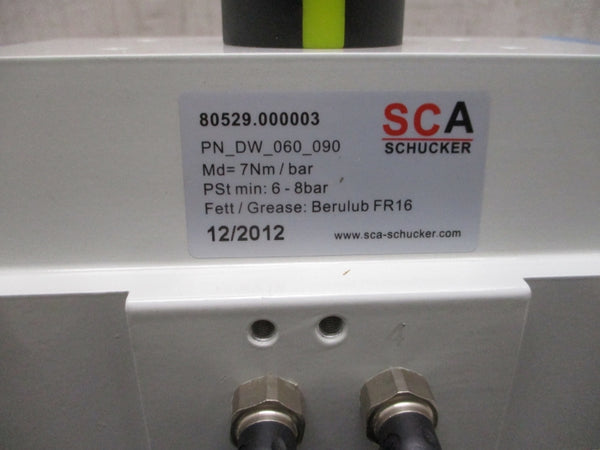 80529.000003
SCA
SCHUCKER
PN_DW_060_090
Md= 7Nm / bar
PSt min: 6 - 8bar
Fett / Grease: Berulub FR16
12/2012
www.sca-schucker.com